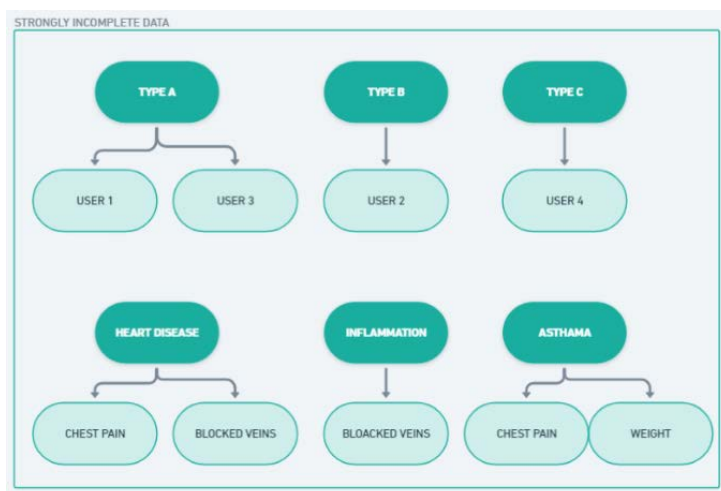 STRONGLY INCOMPLETE DATA
TYPE A
TYPE B
TYPE C
USER 1
USER 3
USER 2
USER 4
HEART DISEASE
INFLAMMATION
ASTHAMA
CHEST PAIN
BLOCKED VEINS
BLOACKED VEINS
CHEST PAIN
WEIGHT